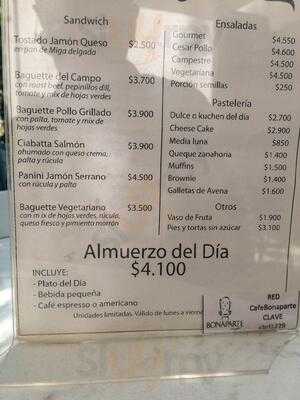 Sandwich
Tostado Jamón Queso $2.500
en pan de Miga delgada
Baguette del Campo $3.700
con roast beef, pepinillos dill,
tomate y mix de hojas verdes
Baguette Pollo Grillado $3.900
con palta, tomate y mix de
hojas verdes
Ciabatta Salmón $3.900
ahumado con queso crema,
palta y rúcula
Panini Jamón Serrano $4.500
con rúcula y palta
Baguette Vegetariano $3.500
con mix de hojas verdes, rúcula,
queso fresco y pimiento morrón
Ensaladas
Gourmet $4.550
Cesar Pollo $4.600
Campestre $4.500
Vegetariana $4.500
Porción semillas $250
Pastelería
Dulce o kuchen del día $2.700
Cheese Cake $2.900
Media luna $850
Queque zanahoria $1.400
Muffins $1.500
Brownie $1.400
Galletas de Avena $1.600
Otros
Vaso de Fruta $1.900
Pies y tortas sin azúcar $3.100
Almuerzo del Día
$4.100
INCLUYE:
- Plato del Día
- Bebida pequeña
- Café espresso o americano
Unidades limitadas. Válido de lunes a vierne
BONAPARTE
RED
CafeBonaparte
CLAVE